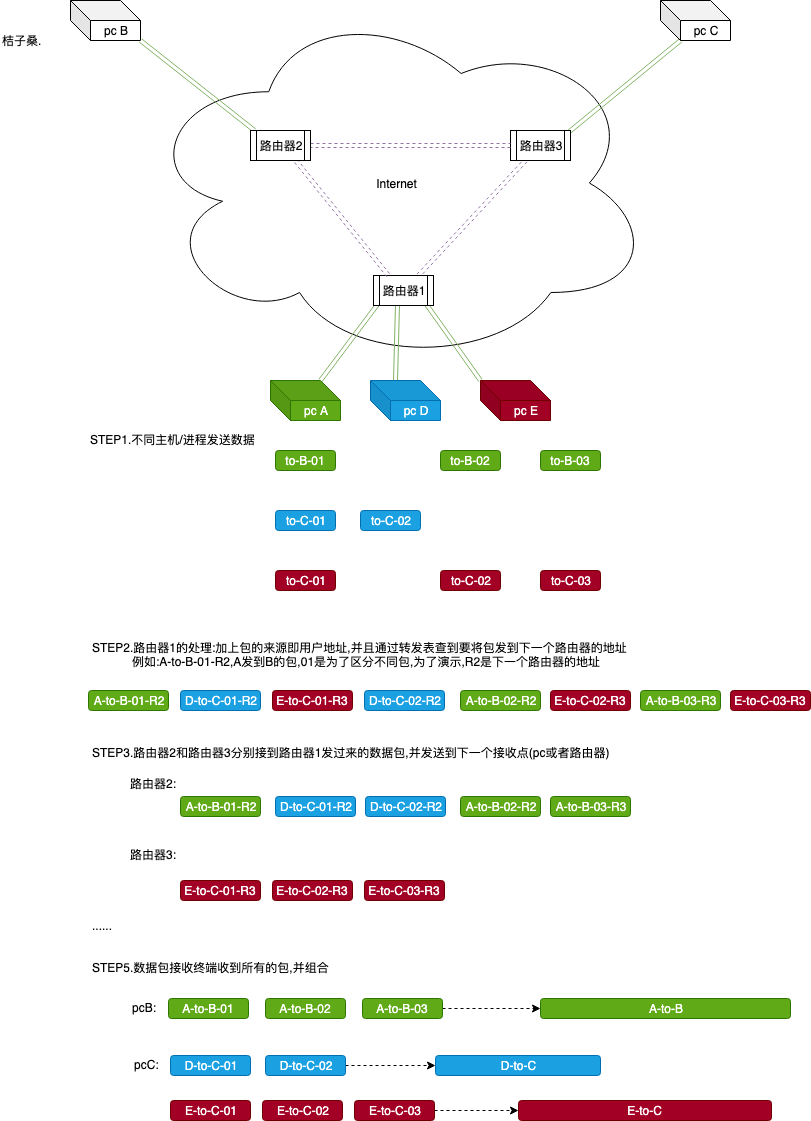 pc B
pc C
桔子桑.
路由器2
路由器3
Internet
路由器1
pc A
pc D
pc E
STEP1.不同主机/进程发送数据
to-B-01
to-B-02
to-B-03
to-C-01
to-C-02
to-C-01
to-C-02
to-C-03
STEP2.路由器1的处理:加上包的来源即用户地址,并且通过转发表查到要将包发到下一个路由器的地址
例如:A-to-B-01-R2,A发到B的包,01是为了区分不同包,为了演示,R2是下一个路由器的地址
A-to-B-01-R2
D-to-C-01-R2
E-to-C-01-R3
D-to-C-02-R2
A-to-B-02-R2
E-to-C-02-R3
A-to-B-03-R3
E-to-C-03-R3
STEP3.路由器2和路由器3分别接到路由器1发过来的数据包,并发送到下一个接收点(pc或者路由器)
路由器2:
A-to-B-01-R2
D-to-C-01-R2
D-to-C-02-R2
A-to-B-02-R2
A-to-B-03-R3
路由器3:
E-to-C-01-R3
E-to-C-02-R3
E-to-C-03-R3
......
STEP5.数据包接收终端收到所有的包,并组合
pcB:
A-to-B-01
A-to-B-02
A-to-B-03
A-to-B
pcC:
D-to-C-01
D-to-C-02
D-to-C
E-to-C-01
E-to-C-02
E-to-C-03
E-to-C